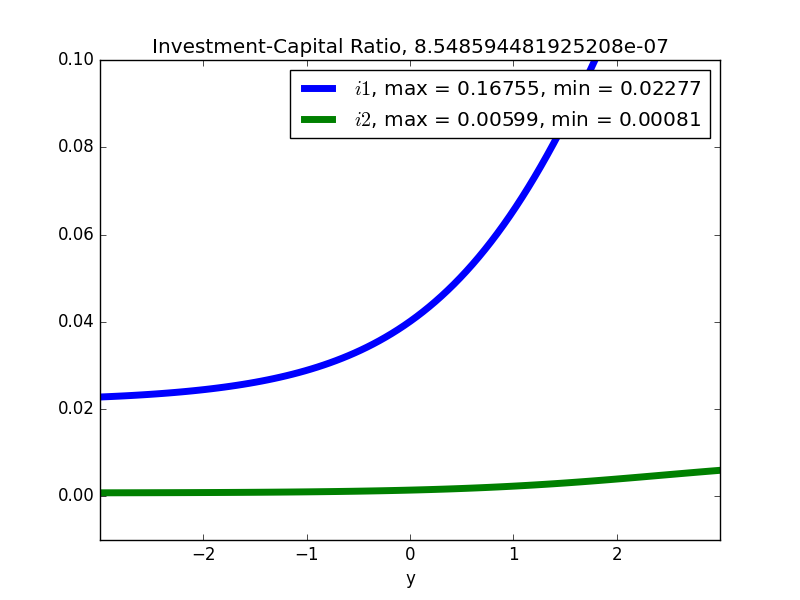 Investment-Capital Ratio, 8.548594481925208e-07
i1, max = 0.16755, min = 0.02277
i2, max = 0.00599, min = 0.00081
0.10
0.08
0.06
0.04
0.02
0.00
−2 −1 0 1 2
y